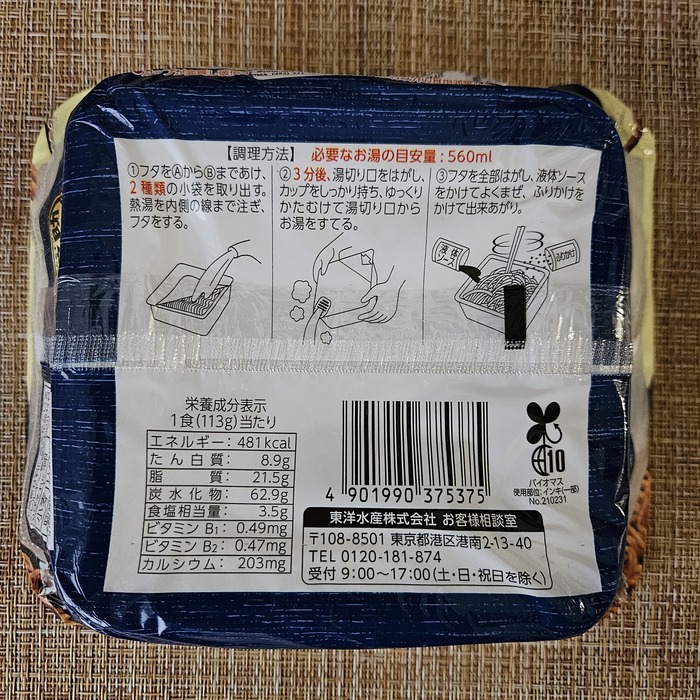 【調理方法】 必要なお湯の目安量：560ml
①フタをⒶからⒷまであけ、
2種類の小袋を取り出す。
熱湯を内側の線まで注ぎ、
フタをする。
②3分後、湯切り口をはがし、
カップをしっかり持ち、ゆっくり
かたむけて湯切り口から
お湯をすてる。
③フタを全部はがし、液体ソース
をかけてよくまぜ、ふりかけを
かけて出来あがり。
液体
ふりかけ
栄養成分表示
1食(113g)当たり
エネルギー：481kcal
たん白質：8.9g
脂質：21.5g
炭水化物：62.9g
食塩相当量：3.5g
ビタミンB1：0.49mg
ビタミンB2：0.47mg
カルシウム：203mg
4 901990 375375
10
バイオマス
使用部位：インキ(一部)
No.210231
東洋水産株式会社 お客様相談室
〒108-8501 東京都港区港南2-13-40
TEL 0120-181-874
受付 9:00～17:00(土・日・祝日を除く)